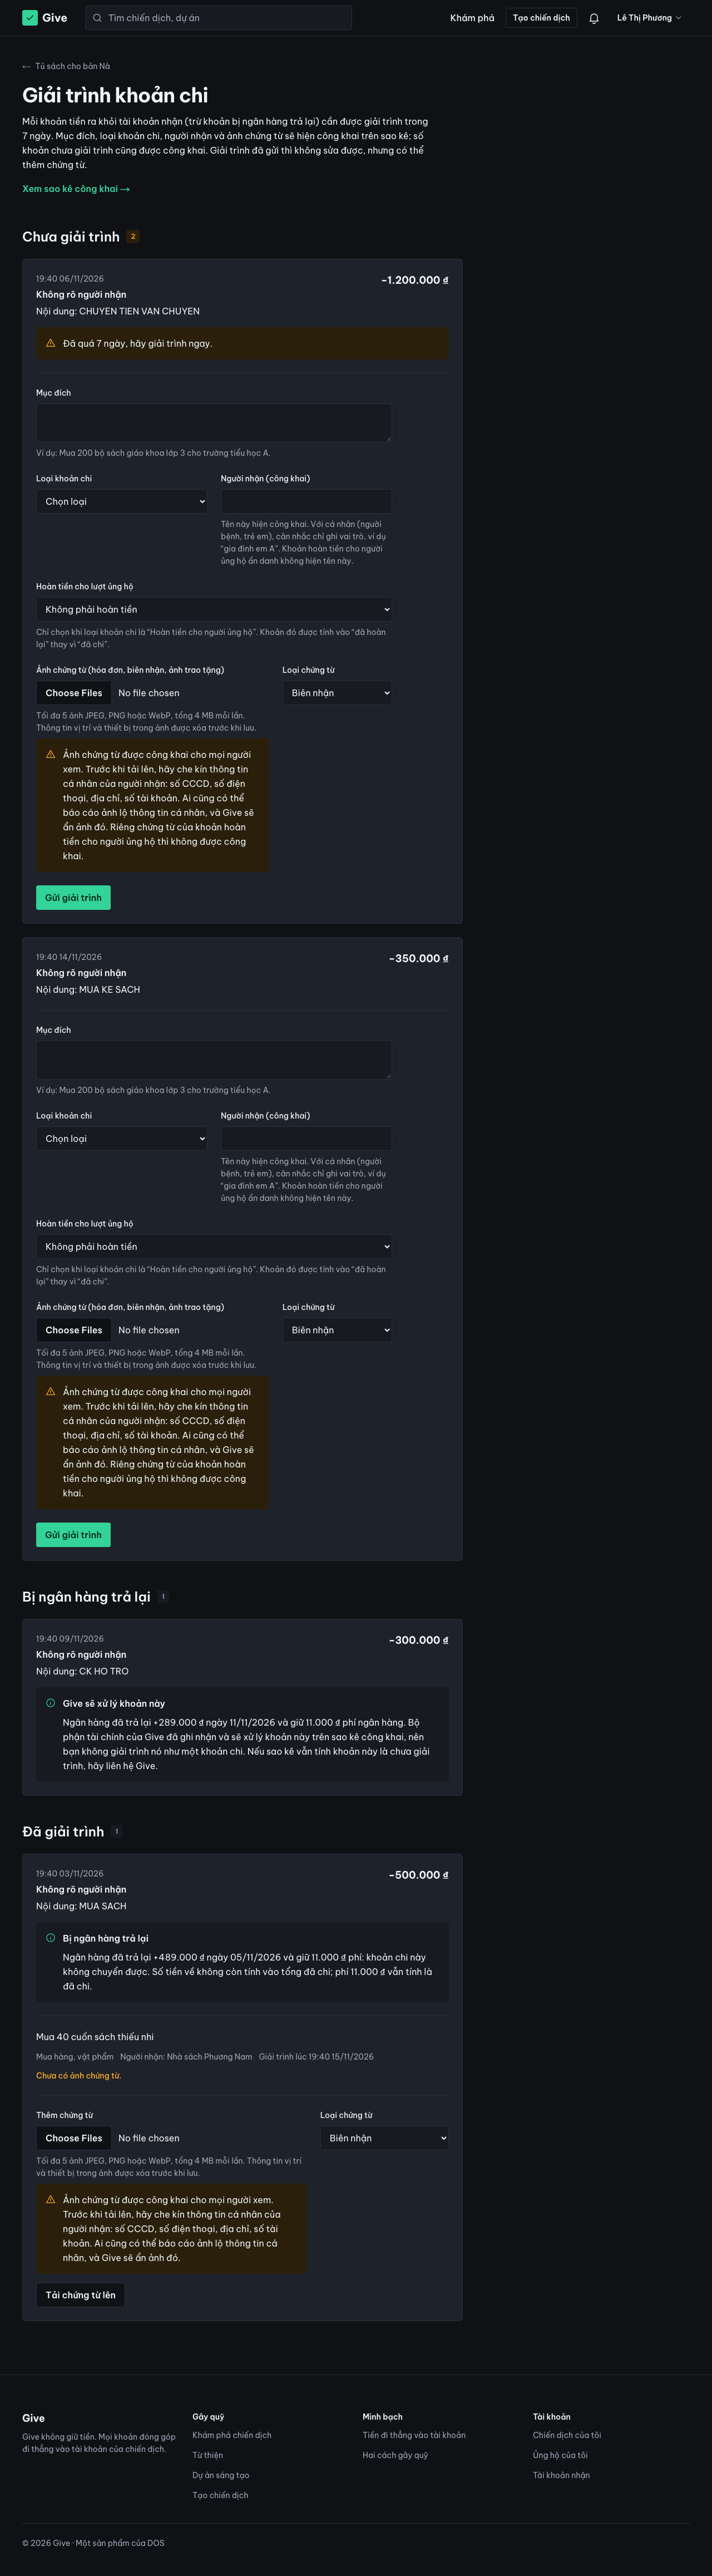 Give
Tìm chiến dịch, dự án
Khám phá
Tạo chiến dịch
Lê Thị Phương
← Tủ sách cho bản Nà
Giải trình khoản chi
Mỗi khoản tiền ra khỏi tài khoản nhận (trừ khoản bị ngân hàng trả lại) cần được giải trình trong
7 ngày. Mục đích, loại khoản chi, người nhận và ảnh chứng từ sẽ hiện công khai trên sao kê; số
khoản chưa giải trình cũng được công khai. Giải trình đã gửi thì không sửa được, nhưng có thể
thêm chứng từ.
Xem sao kê công khai →
Chưa giải trình 2
19:40 06/11/2026
−1.200.000 ₫
Không rõ người nhận
Nội dung: CHUYEN TIEN VAN CHUYEN
Đã quá 7 ngày, hãy giải trình ngay.
Mục đích
Ví dụ: Mua 200 bộ sách giáo khoa lớp 3 cho trường tiểu học A.
Loại khoản chi
Người nhận (công khai)
Chọn loại
Tên này hiện công khai. Với cá nhân (người
bệnh, trẻ em), cân nhắc chỉ ghi vai trò, ví dụ
“gia đình em A”. Khoản hoàn tiền cho người
ủng hộ ẩn danh không hiện tên này.
Hoàn tiền cho lượt ủng hộ
Không phải hoàn tiền
Chỉ chọn khi loại khoản chi là “Hoàn tiền cho người ủng hộ”. Khoản đó được tính vào “đã hoàn
lại” thay vì “đã chi”.
Ảnh chứng từ (hóa đơn, biên nhận, ảnh trao tặng)
Loại chứng từ
Choose Files No file chosen
Biên nhận
Tối đa 5 ảnh JPEG, PNG hoặc WebP, tổng 4 MB mỗi lần.
Thông tin vị trí và thiết bị trong ảnh được xóa trước khi lưu.
Ảnh chứng từ được công khai cho mọi người
xem. Trước khi tải lên, hãy che kín thông tin
cá nhân của người nhận: số CCCD, số điện
thoại, địa chỉ, số tài khoản. Ai cũng có thể
báo cáo ảnh lộ thông tin cá nhân, và Give sẽ
ẩn ảnh đó. Riêng chứng từ của khoản hoàn
tiền cho người ủng hộ thì không được công
khai.
Gửi giải trình
19:40 14/11/2026
−350.000 ₫
Không rõ người nhận
Nội dung: MUA KE SACH
Mục đích
Ví dụ: Mua 200 bộ sách giáo khoa lớp 3 cho trường tiểu học A.
Loại khoản chi
Người nhận (công khai)
Chọn loại
Tên này hiện công khai. Với cá nhân (người
bệnh, trẻ em), cân nhắc chỉ ghi vai trò, ví dụ
“gia đình em A”. Khoản hoàn tiền cho người
ủng hộ ẩn danh không hiện tên này.
Hoàn tiền cho lượt ủng hộ
Không phải hoàn tiền
Chỉ chọn khi loại khoản chi là “Hoàn tiền cho người ủng hộ”. Khoản đó được tính vào “đã hoàn
lại” thay vì “đã chi”.
Ảnh chứng từ (hóa đơn, biên nhận, ảnh trao tặng)
Loại chứng từ
Choose Files No file chosen
Biên nhận
Tối đa 5 ảnh JPEG, PNG hoặc WebP, tổng 4 MB mỗi lần.
Thông tin vị trí và thiết bị trong ảnh được xóa trước khi lưu.
Ảnh chứng từ được công khai cho mọi người
xem. Trước khi tải lên, hãy che kín thông tin
cá nhân của người nhận: số CCCD, số điện
thoại, địa chỉ, số tài khoản. Ai cũng có thể
báo cáo ảnh lộ thông tin cá nhân, và Give sẽ
ẩn ảnh đó. Riêng chứng từ của khoản hoàn
tiền cho người ủng hộ thì không được công
khai.
Gửi giải trình
Bị ngân hàng trả lại 1
19:40 09/11/2026
−300.000 ₫
Không rõ người nhận
Nội dung: CK HO TRO
Give sẽ xử lý khoản này
Ngân hàng đã trả lại +289.000 ₫ ngày 11/11/2026 và giữ 11.000 ₫ phí ngân hàng. Bộ
phận tài chính của Give đã ghi nhận và sẽ xử lý khoản này trên sao kê công khai, nên
bạn không giải trình nó như một khoản chi. Nếu sao kê vẫn tính khoản này là chưa giải
trình, hãy liên hệ Give.
Đã giải trình 1
19:40 03/11/2026
−500.000 ₫
Không rõ người nhận
Nội dung: MUA SACH
Bị ngân hàng trả lại
Ngân hàng đã trả lại +489.000 ₫ ngày 05/11/2026 và giữ 11.000 ₫ phí: khoản chi này
không chuyển được. Số tiền về không còn tính vào tổng đã chi; phí 11.000 ₫ vẫn tính là
đã chi.
Mua 40 cuốn sách thiếu nhi
Mua hàng, vật phẩm Người nhận: Nhà sách Phương Nam Giải trình lúc 19:40 15/11/2026
Chưa có ảnh chứng từ.
Thêm chứng từ
Loại chứng từ
Choose Files No file chosen
Biên nhận
Tối đa 5 ảnh JPEG, PNG hoặc WebP, tổng 4 MB mỗi lần. Thông tin vị trí
và thiết bị trong ảnh được xóa trước khi lưu.
Ảnh chứng từ được công khai cho mọi người xem.
Trước khi tải lên, hãy che kín thông tin cá nhân của
người nhận: số CCCD, số điện thoại, địa chỉ, số tài
khoản. Ai cũng có thể báo cáo ảnh lộ thông tin cá
nhân, và Give sẽ ẩn ảnh đó.
Tải chứng từ lên
Give
Give không giữ tiền. Mọi khoản đóng góp
đi thẳng vào tài khoản của chiến dịch.
Gây quỹ
Khám phá chiến dịch
Từ thiện
Dự án sáng tạo
Tạo chiến dịch
Minh bạch
Tiền đi thẳng vào tài khoản
Hai cách gây quỹ
Tài khoản
Chiến dịch của tôi
Ủng hộ của tôi
Tài khoản nhận
© 2026 Give · Một sản phẩm của DOS